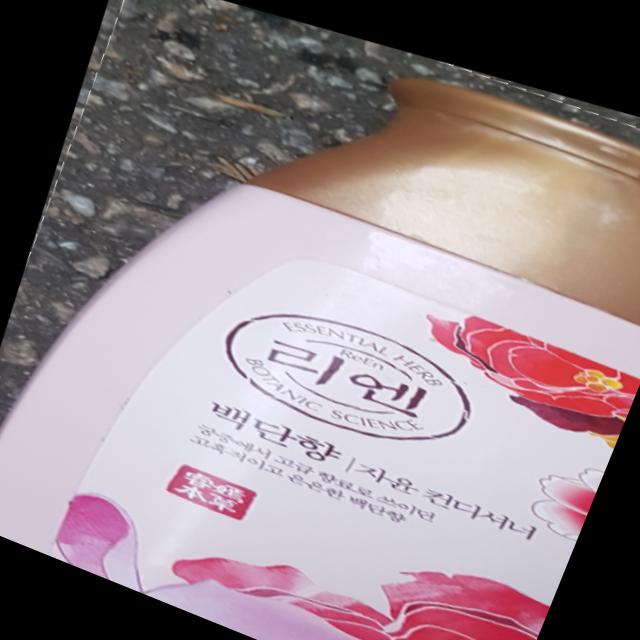 ESSENTIAL HERB
ReEn
리엔
BOTANIC SCIENCE
백단향 | 자윤 컨디셔너
궁중에서 고급 향료로 쓰이던
고혹적이고 은은한 백단향